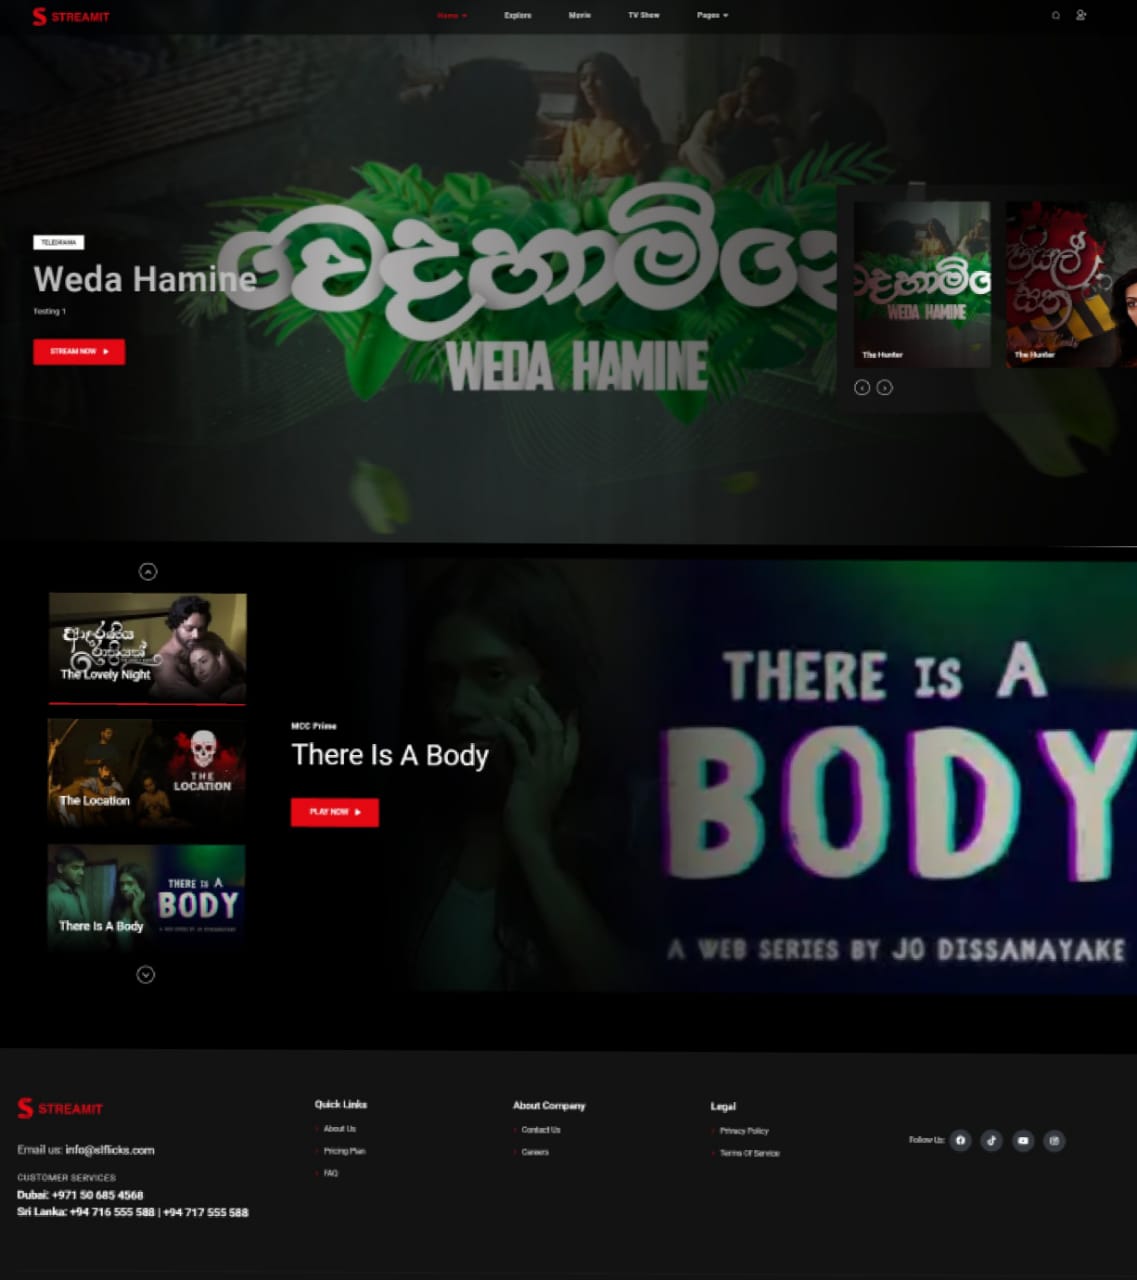 STREAMIT
Home
Explore
Movie
TV Show
Pages
TELEDRAMA
Weda Hamine
Testing 1
STREAM NOW
වෙදහාමිනෙ
WEDA HAMINE
WEDA HAMINE
The Hunter
The Hunter
ආදරණීය
රාත්‍රියක්
The Lovely Night
THE
LOCATION
The Location
THERE IS A
BODY
There Is A Body
MCC Prime
There Is A Body
PLAY NOW
THERE IS A
BODY
A WEB SERIES BY JO DISSANAYAKE
STREAMIT
Email us: info@slflicks.com
CUSTOMER SERVICES
Dubai: +971 50 685 4568
Sri Lanka: +94 716 555 588 | +94 717 555 588
Quick Links
About Us
Pricing Plan
FAQ
About Company
Contact Us
Careers
Legal
Privacy Policy
Terms Of Service
Follow Us: